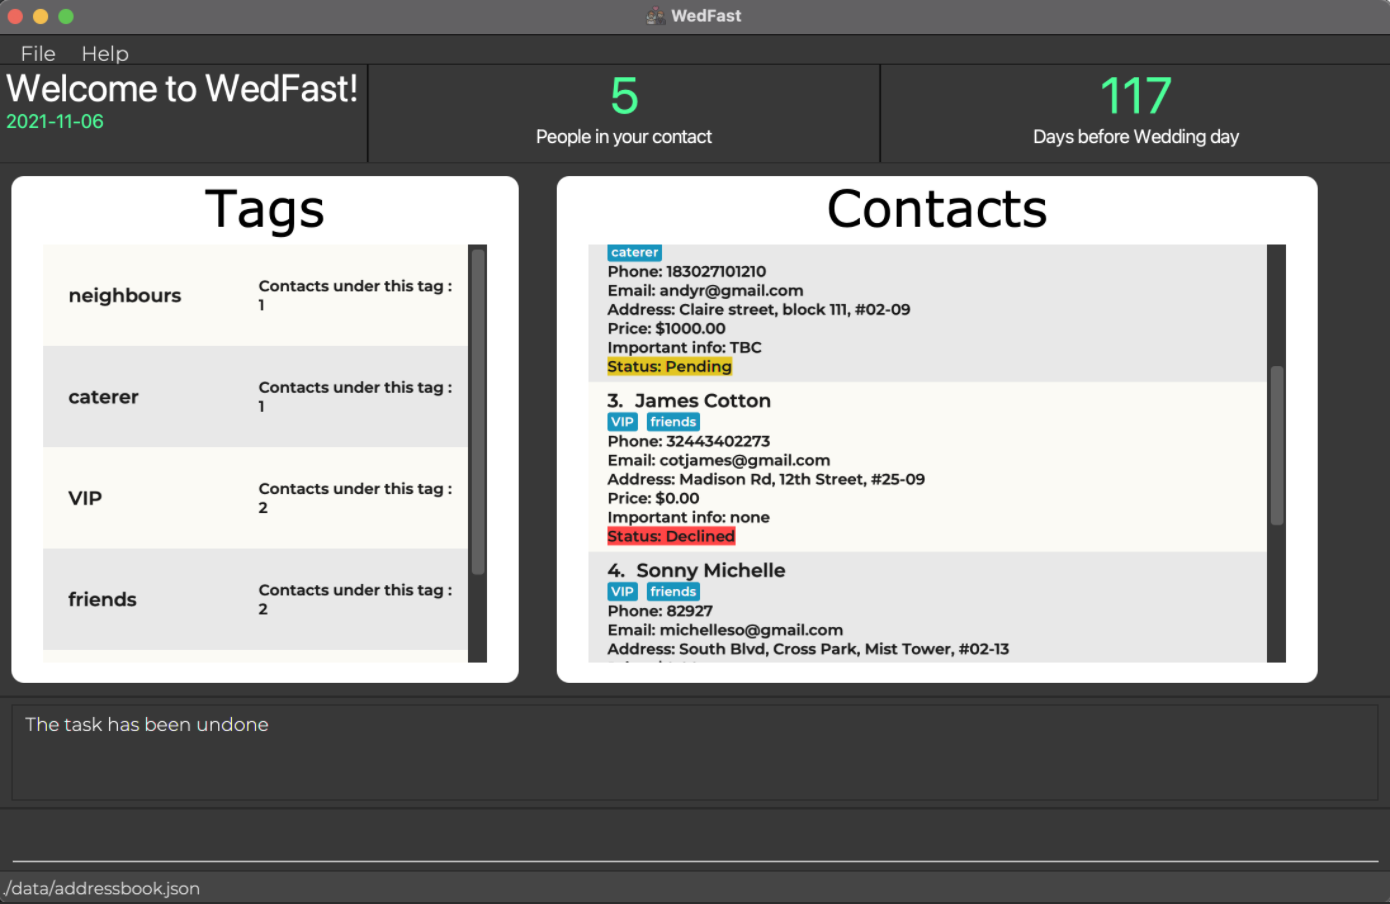 WedFast
File Help
Welcome to WedFast!
2021-11-06
5
People in your contact
117
Days before Wedding day
Tags
neighbours
Contacts under this tag :
1
caterer
Contacts under this tag :
1
VIP
Contacts under this tag :
2
friends
Contacts under this tag :
2
Contacts
caterer
Phone: 183027101210
Email: andyr@gmail.com
Address: Claire street, block 111, #02-09
Price: $1000.00
Important info: TBC
Status: Pending
3. James Cotton
VIP friends
Phone: 32443402273
Email: cotjames@gmail.com
Address: Madison Rd, 12th Street, #25-09
Price: $0.00
Important info: none
Status: Declined
4. Sonny Michelle
VIP friends
Phone: 82927
Email: michelleso@gmail.com
Address: South Blvd, Cross Park, Mist Tower, #02-13
The task has been undone
./data/addressbook.json